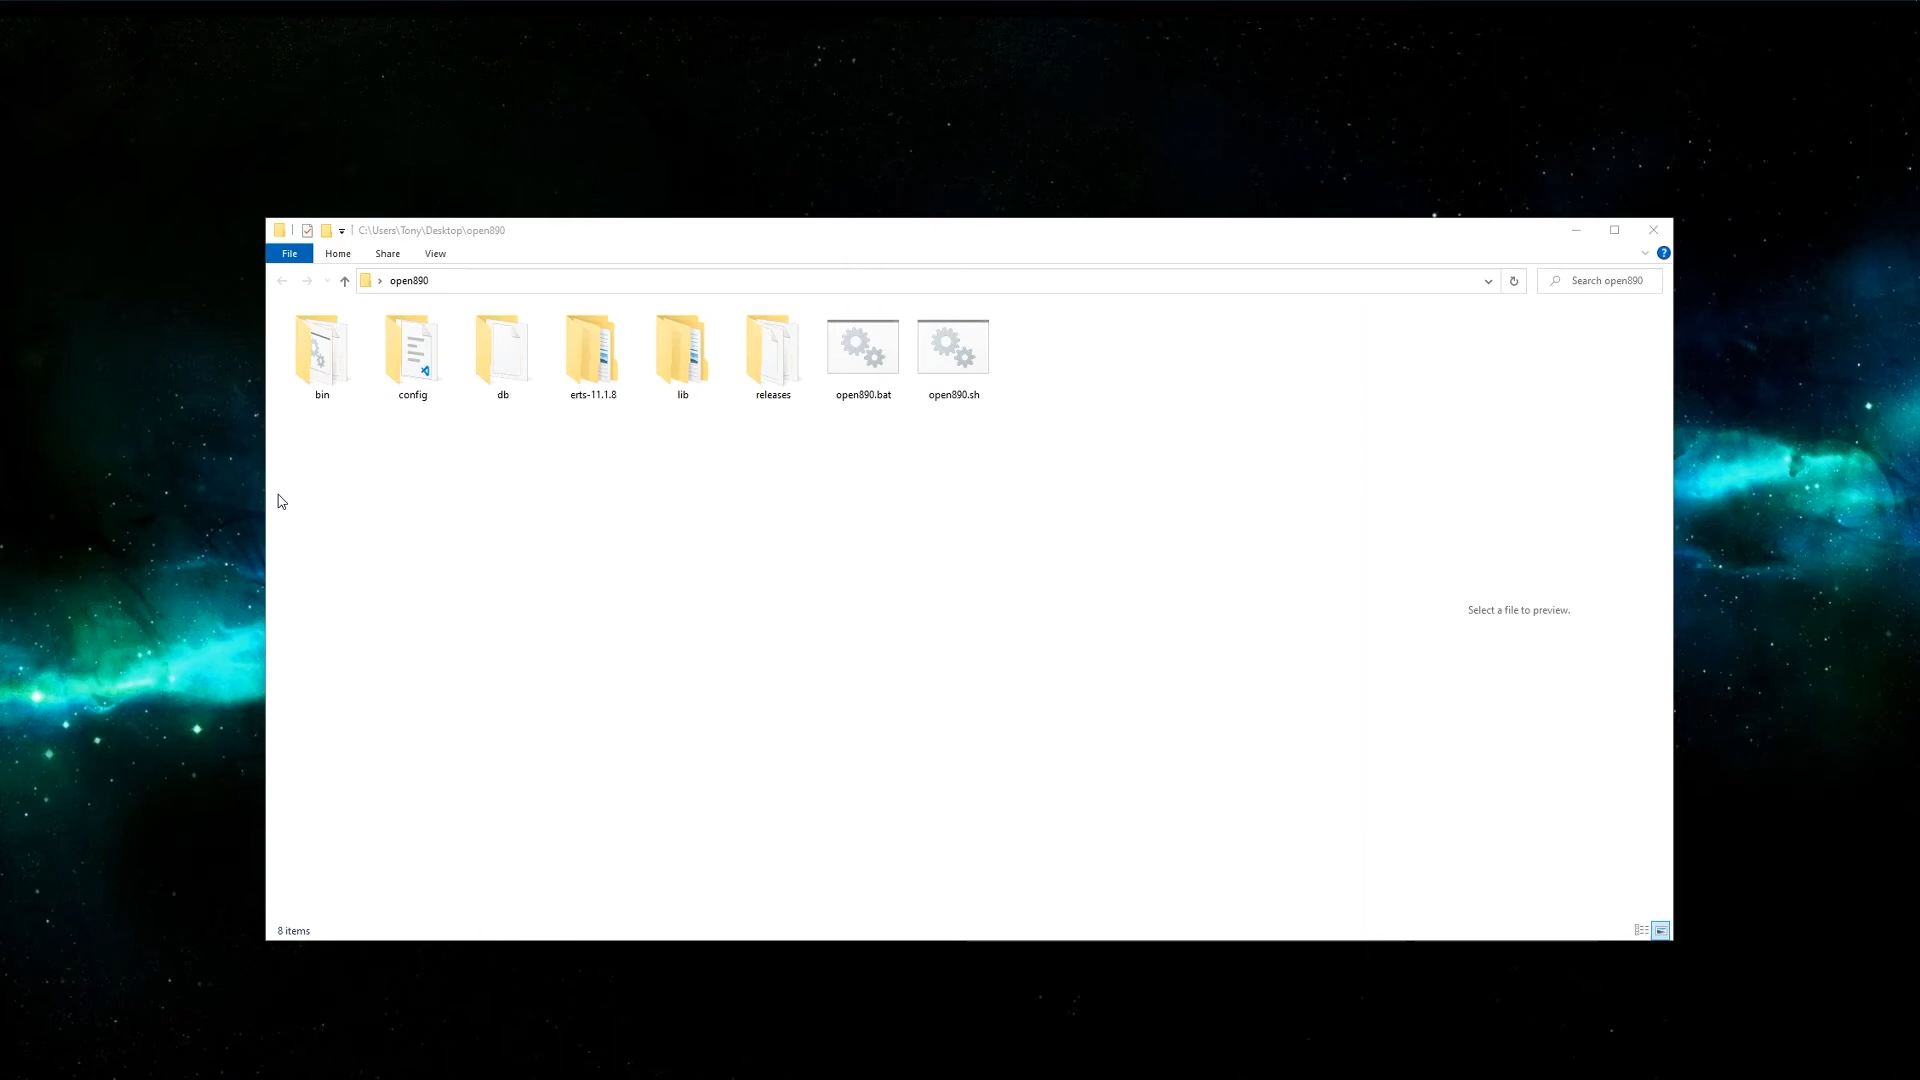 C:\Users\Tony\Desktop\open890
File Home Share View
open890
Search open890
bin config db erts-11.1.8 lib releases open890.bat open890.sh
Select a file to preview.
8 items